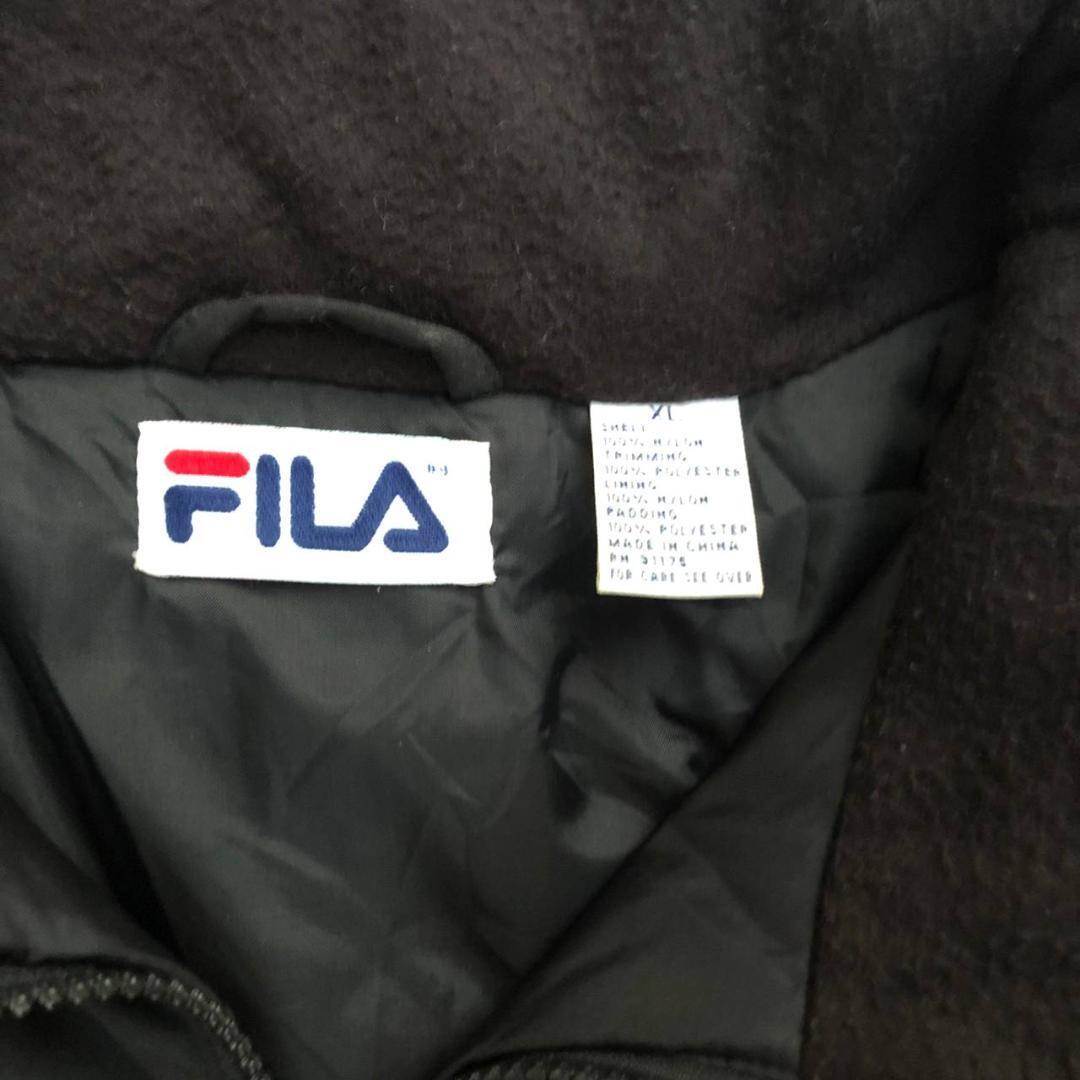 FILA
XL
SHELL
100% NYLON
TRIMMING
100% POLYESTER
LINING
100% NYLON
PADDING
100% POLYESTER
MADE IN CHINA
RN 91175
FOR CARE SEE OVER